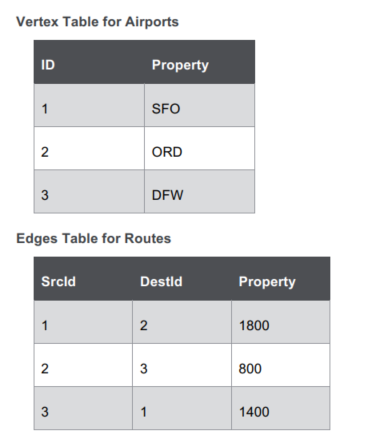 Vertex Table for Airports
ID Property
1 SFO
2 ORD
3 DFW
Edges Table for Routes
SrcId DestId Property
1 2 1800
2 3 800
3 1 1400